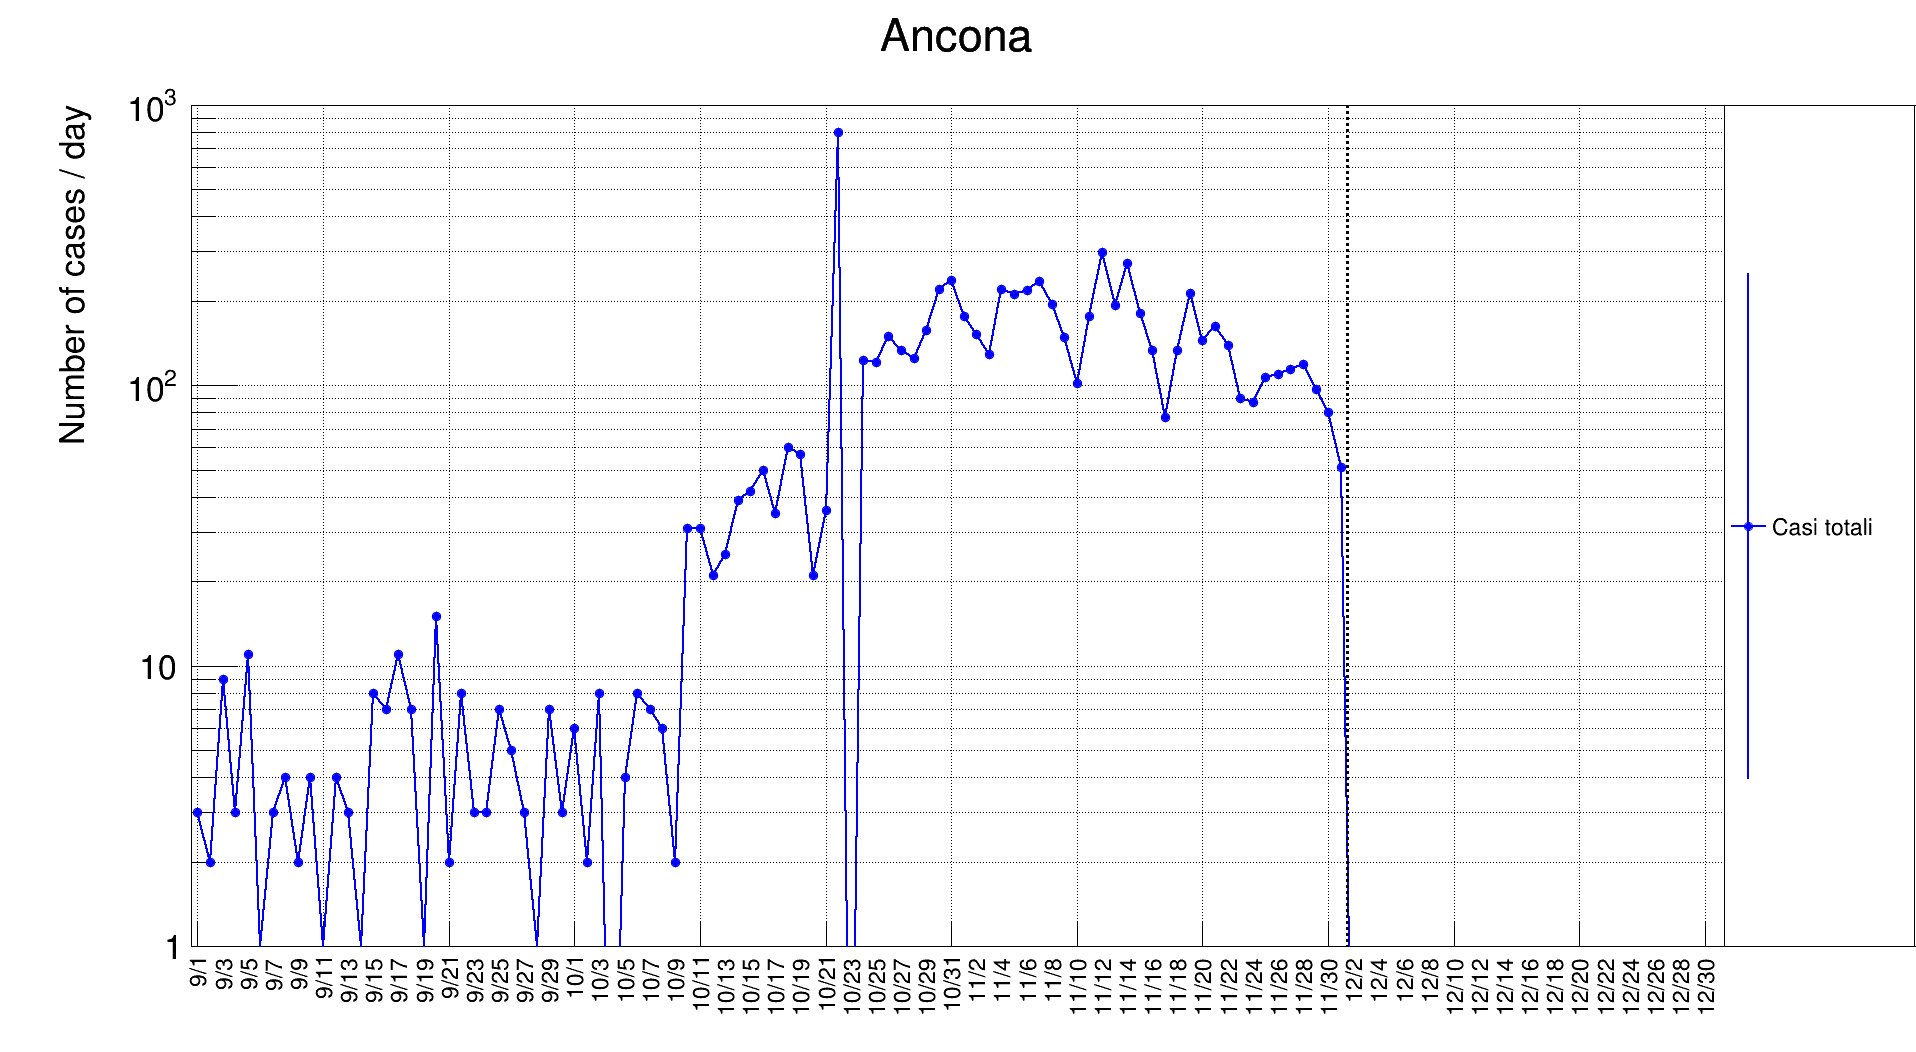 Ancona
Number of cases / day
10³
10²
10
1
9/1 9/3 9/5 9/7 9/9 9/11 9/13 9/15 9/17 9/19 9/21 9/23 9/25 9/27 9/29 10/1 10/3 10/5 10/7 10/9 10/11 10/13 10/15 10/17 10/19 10/21 10/23 10/25 10/27 10/29 10/31 11/2 11/4 11/6 11/8 11/10 11/12 11/14 11/16 11/18 11/20 11/22 11/24 11/26 11/28 11/30 12/2 12/4 12/6 12/8 12/10 12/12 12/14 12/16 12/18 12/20 12/22 12/24 12/26 12/28 12/30
Casi totali